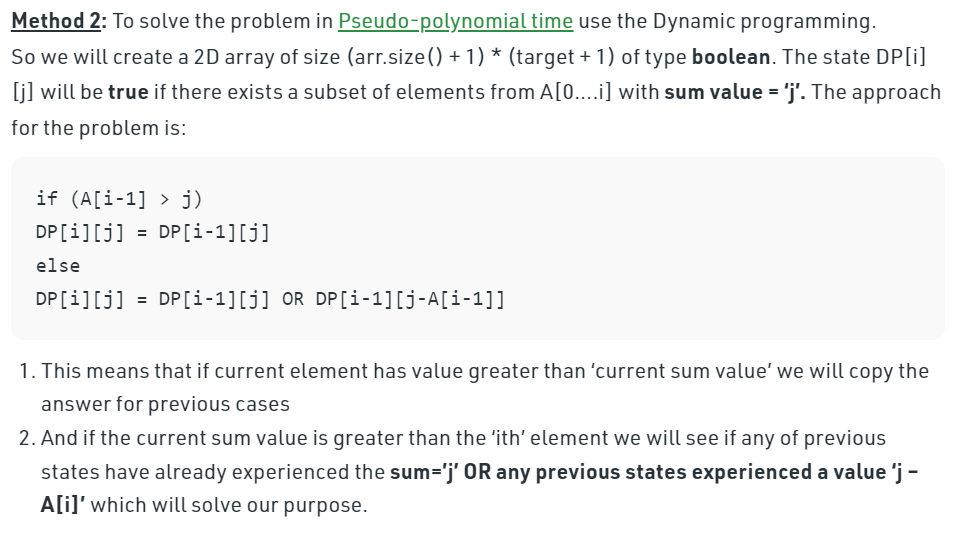 Method 2: To solve the problem in Pseudo-polynomial time use the Dynamic programming.
So we will create a 2D array of size (arr.size() + 1) * (target + 1) of type boolean. The state DP[i]
[j] will be true if there exists a subset of elements from A[0....i] with sum value = ‘j’. The approach
for the problem is:
if (A[i-1] > j)
DP[i][j] = DP[i-1][j]
else
DP[i][j] = DP[i-1][j] OR DP[i-1][j-A[i-1]]
1. This means that if current element has value greater than ‘current sum value’ we will copy the
answer for previous cases
2. And if the current sum value is greater than the ‘ith’ element we will see if any of previous
states have already experienced the sum=’j’ OR any previous states experienced a value ‘j –
A[i]’ which will solve our purpose.